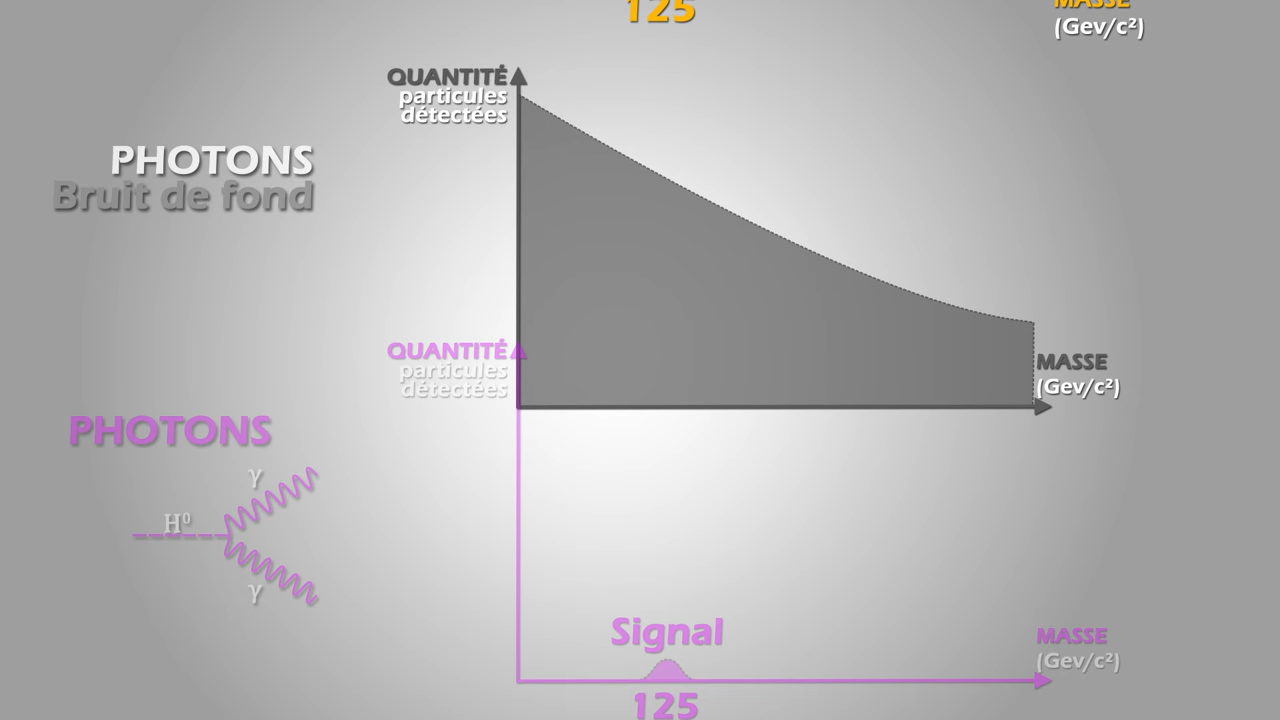 125
MASSE
(Gev/c²)
QUANTITÉ
particules
détectées
PHOTONS
Bruit de fond
MASSE
(Gev/c²)
QUANTITÉ
particules
détectées
PHOTONS
γ
H⁰
γ
Signal
MASSE
(Gev/c²)
125